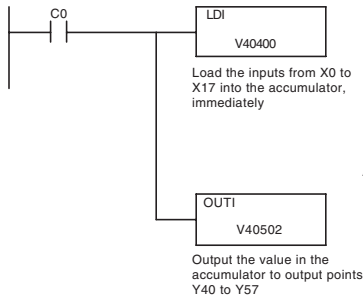 C0
LDI
V40400
Load the inputs from X0 to
X17 into the accumulator,
immediately
OUTI
V40502
Output the value in the
accumulator to output points
Y40 to Y57